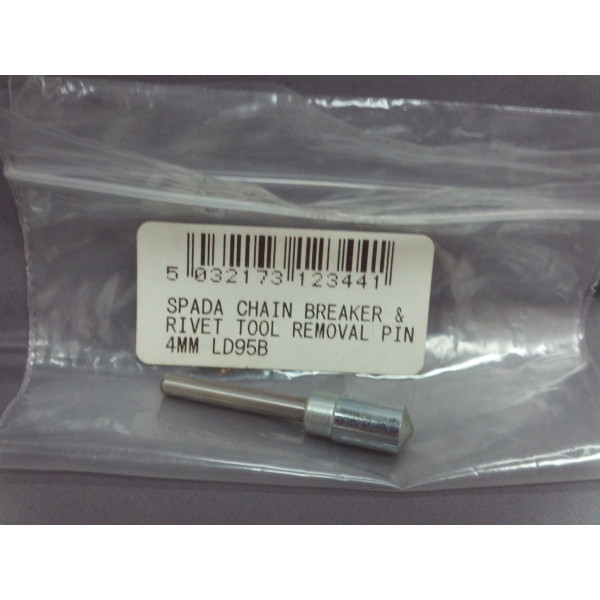 5 032173 123441
SPADA CHAIN BREAKER &
RIVET TOOL REMOVAL PIN
4MM LD95B